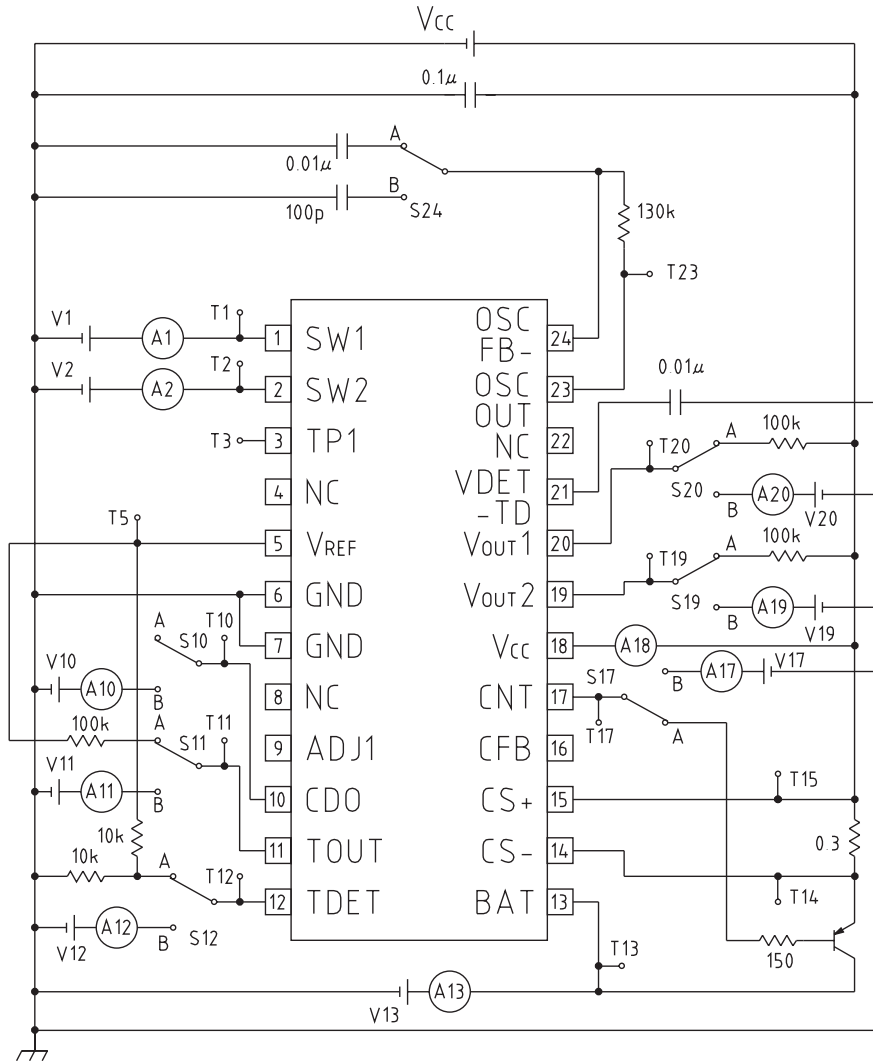 Vcc
0.1μ
A
0.01μ
B
100p
S24
130k
T23
V1
A1
T1
1
SW1
OSC
FB-
24
V2
A2
T2
2
SW2
OSC
OUT
23
0.01μ
T3
3
TP1
NC
22
100k
A
T20
4
NC
VDET
-TD
21
S20
B
A20
V20
T5
5
VREF
VOUT1
20
100k
A
T19
6
GND
VOUT2
19
S19
B
A19
V19
A
S10
T10
7
GND
Vcc
18
A18
V10
A10
B
8
NC
CNT
17
S17
B
A17
V17
T17
A
100k
A
S11
T11
9
ADJ1
CFB
16
V11
A11
B
10
CDO
CS+
15
T15
10k
11
TOUT
CS-
14
0.3
10k
A
T12
12
TDET
BAT
13
T14
V12
A12
B
S12
T13
150
V13
A13